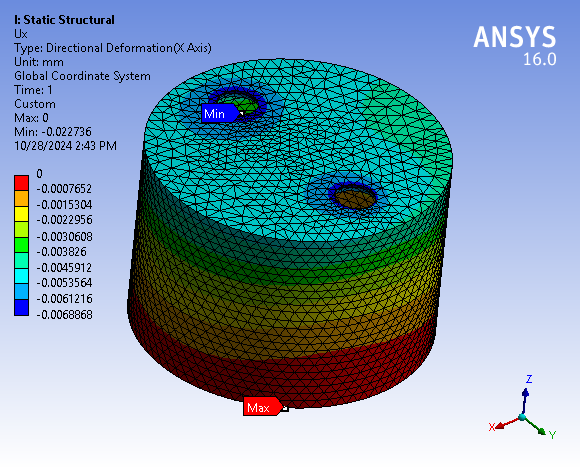 I: Static Structural
Ux
Type: Directional Deformation(X Axis)
Unit: mm
Global Coordinate System
Time: 1
Custom
Max: 0
Min: -0.022736
10/28/2024 2:43 PM
ANSYS
16.0
0
-0.0007652
-0.0015304
-0.0022956
-0.0030608
-0.003826
-0.0045912
-0.0053564
-0.0061216
-0.0068868
Min
Max
Z
X
Y